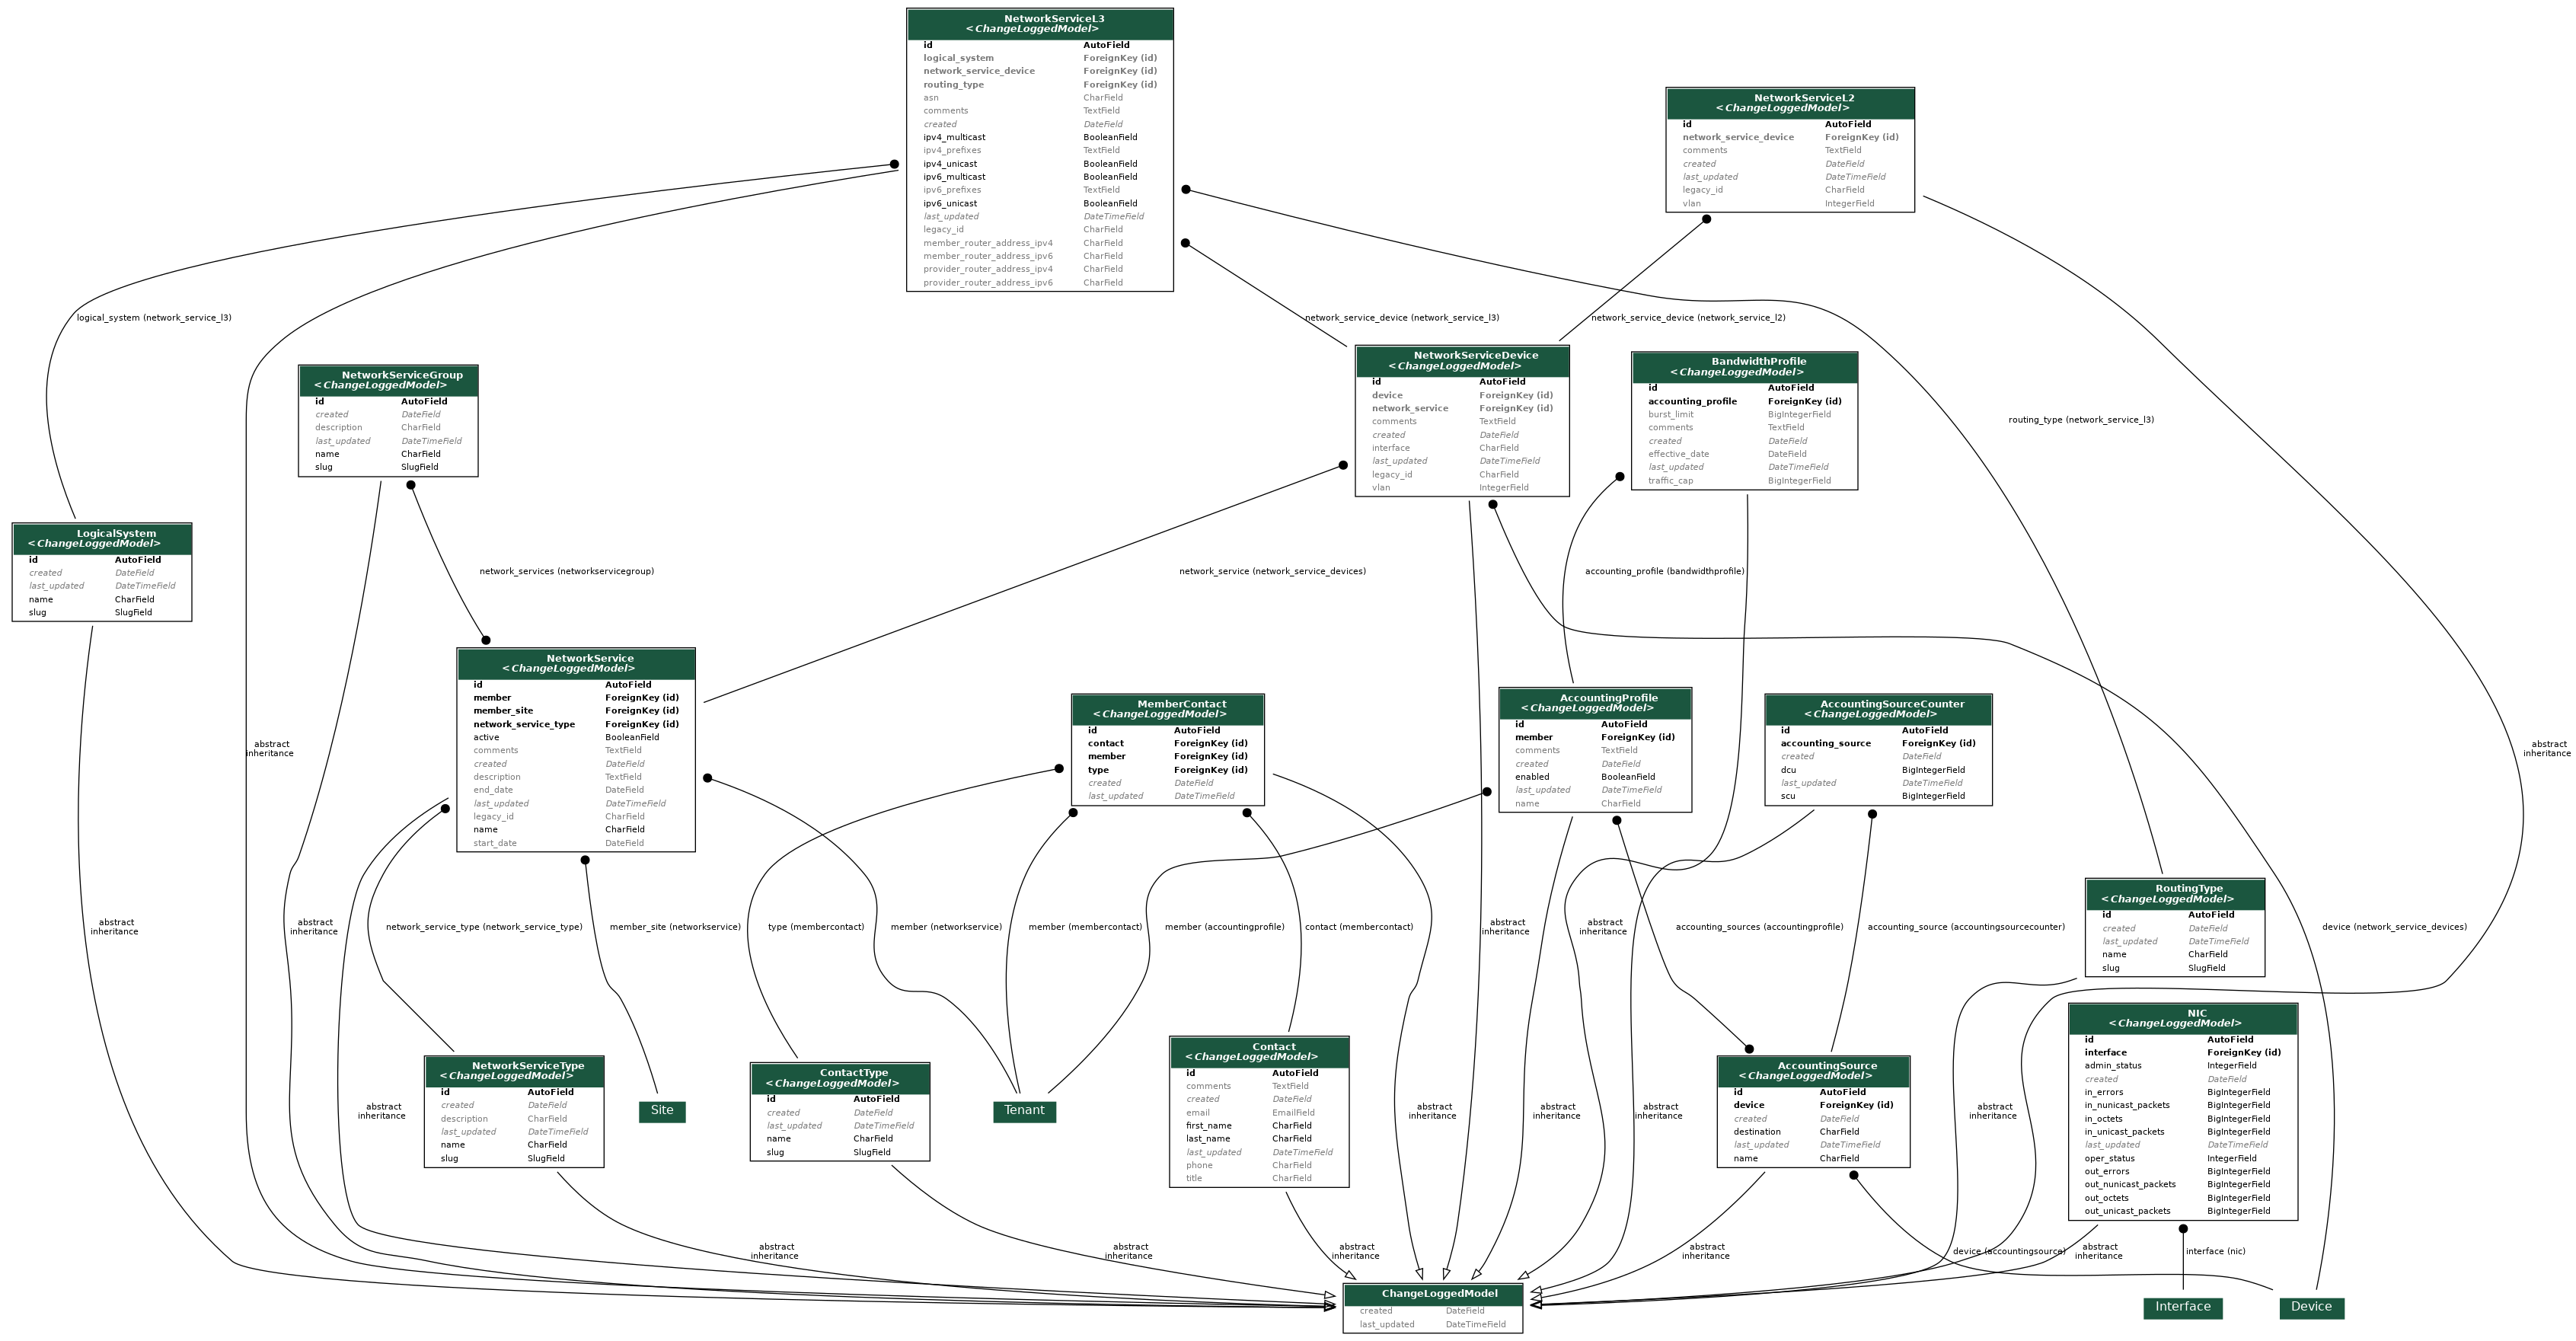 NetworkServiceL3
<ChangeLoggedModel>
id AutoField
logical_system ForeignKey (id)
network_service_device ForeignKey (id)
routing_type ForeignKey (id)
asn CharField
comments TextField
created DateField
ipv4_multicast BooleanField
ipv4_prefixes TextField
ipv4_unicast BooleanField
ipv6_multicast BooleanField
ipv6_prefixes TextField
ipv6_unicast BooleanField
last_updated DateTimeField
legacy_id CharField
member_router_address_ipv4 CharField
member_router_address_ipv6 CharField
provider_router_address_ipv4 CharField
provider_router_address_ipv6 CharField
NetworkServiceL2
<ChangeLoggedModel>
id AutoField
network_service_device ForeignKey (id)
comments TextField
created DateField
last_updated DateTimeField
legacy_id CharField
vlan IntegerField
logical_system (network_service_l3)
network_service_device (network_service_l3)
network_service_device (network_service_l2)
routing_type (network_service_l3)
NetworkServiceGroup
<ChangeLoggedModel>
id AutoField
created DateField
description CharField
last_updated DateTimeField
name CharField
slug SlugField
NetworkServiceDevice
<ChangeLoggedModel>
id AutoField
device ForeignKey (id)
network_service ForeignKey (id)
comments TextField
created DateField
interface CharField
last_updated DateTimeField
legacy_id CharField
vlan IntegerField
BandwidthProfile
<ChangeLoggedModel>
id AutoField
accounting_profile ForeignKey (id)
burst_limit BigIntegerField
comments TextField
created DateField
effective_date DateField
last_updated DateTimeField
traffic_cap BigIntegerField
LogicalSystem
<ChangeLoggedModel>
id AutoField
created DateField
last_updated DateTimeField
name CharField
slug SlugField
network_services (networkservicegroup)
network_service (network_service_devices)
accounting_profile (bandwidthprofile)
NetworkService
<ChangeLoggedModel>
id AutoField
member ForeignKey (id)
member_site ForeignKey (id)
network_service_type ForeignKey (id)
active BooleanField
comments TextField
created DateField
description TextField
end_date DateField
last_updated DateTimeField
legacy_id CharField
name CharField
start_date DateField
MemberContact
<ChangeLoggedModel>
id AutoField
contact ForeignKey (id)
member ForeignKey (id)
type ForeignKey (id)
created DateField
last_updated DateTimeField
AccountingProfile
<ChangeLoggedModel>
id AutoField
member ForeignKey (id)
comments TextField
created DateField
enabled BooleanField
last_updated DateTimeField
name CharField
AccountingSourceCounter
<ChangeLoggedModel>
id AutoField
accounting_source ForeignKey (id)
created DateField
dcu BigIntegerField
last_updated DateTimeField
scu BigIntegerField
abstract
inheritance
abstract
inheritance
RoutingType
<ChangeLoggedModel>
id AutoField
created DateField
last_updated DateTimeField
name CharField
slug SlugField
abstract
inheritance
abstract
inheritance
network_service_type (network_service_type)
member_site (networkservice)
type (membercontact)
member (networkservice)
member (membercontact)
member (accountingprofile)
contact (membercontact)
abstract
inheritance
abstract
inheritance
accounting_sources (accountingprofile)
accounting_source (accountingsourcecounter)
device (network_service_devices)
NetworkServiceType
<ChangeLoggedModel>
id AutoField
created DateField
description CharField
last_updated DateTimeField
name CharField
slug SlugField
Site
ContactType
<ChangeLoggedModel>
id AutoField
created DateField
last_updated DateTimeField
name CharField
slug SlugField
Tenant
Contact
<ChangeLoggedModel>
id AutoField
comments TextField
created DateField
email EmailField
first_name CharField
last_name CharField
last_updated DateTimeField
phone CharField
title CharField
AccountingSource
<ChangeLoggedModel>
id AutoField
device ForeignKey (id)
created DateField
destination CharField
last_updated DateTimeField
name CharField
NIC
<ChangeLoggedModel>
id AutoField
interface ForeignKey (id)
admin_status IntegerField
created DateField
in_errors BigIntegerField
in_nunicast_packets BigIntegerField
in_octets BigIntegerField
in_unicast_packets BigIntegerField
last_updated DateTimeField
oper_status IntegerField
out_errors BigIntegerField
out_nunicast_packets BigIntegerField
out_octets BigIntegerField
out_unicast_packets BigIntegerField
abstract
inheritance
abstract
inheritance
abstract
inheritance
abstract
inheritance
abstract
inheritance
abstract
inheritance
abstract
inheritance
abstract
inheritance
abstract
inheritance
device (accountingsource)
abstract
inheritance
interface (nic)
ChangeLoggedModel
created DateField
last_updated DateTimeField
Interface
Device